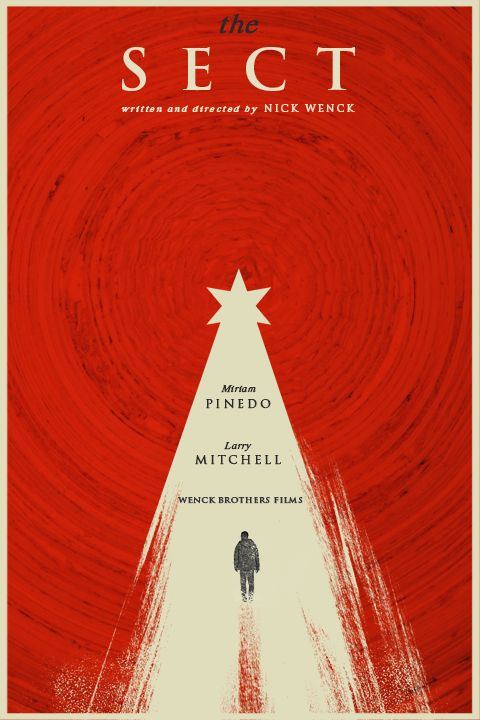 the
SECT
written and directed by NICK WENCK
Miriam
PINEDO
Larry
MITCHELL
WENCK BROTHERS FILMS